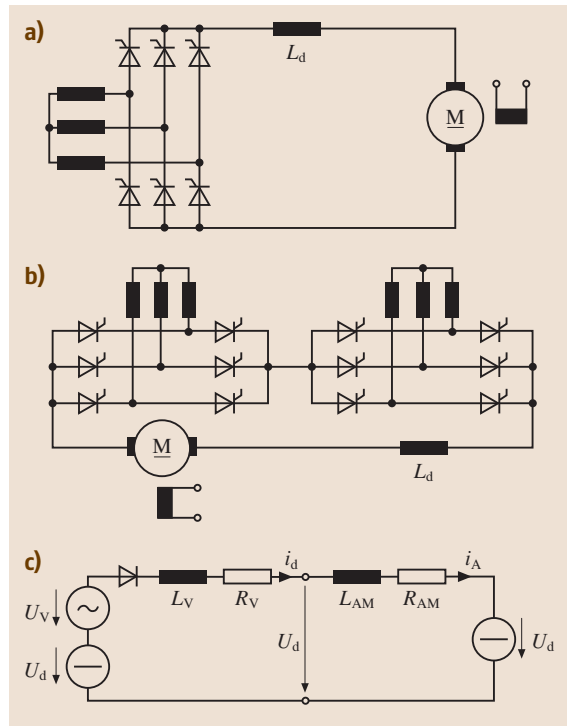 a)
L_d
M
b)
M
L_d
c)
i_d i_A
L_V R_V L_AM R_AM
U_V
U_d U_d U_d